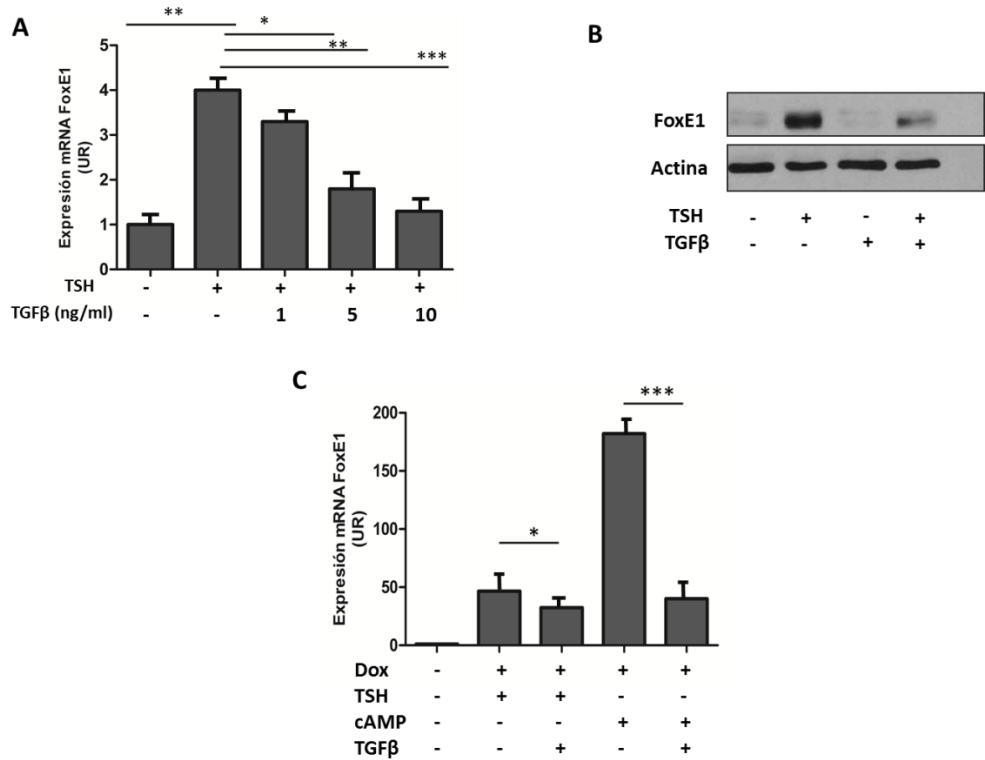 A
** * ** ***
Expresión mRNA FoxE1
(UR)
5
4
3
2
1
0
TSH - + + + +
TGFβ (ng/ml) - - 1 5 10
B
FoxE1
Actina
TSH - + - +
TGFβ - - + +
C
* ***
Expresión mRNA FoxE1
(UR)
200
150
100
50
0
Dox - + + + +
TSH - + + - -
cAMP - - - + +
TGFβ - - + - +